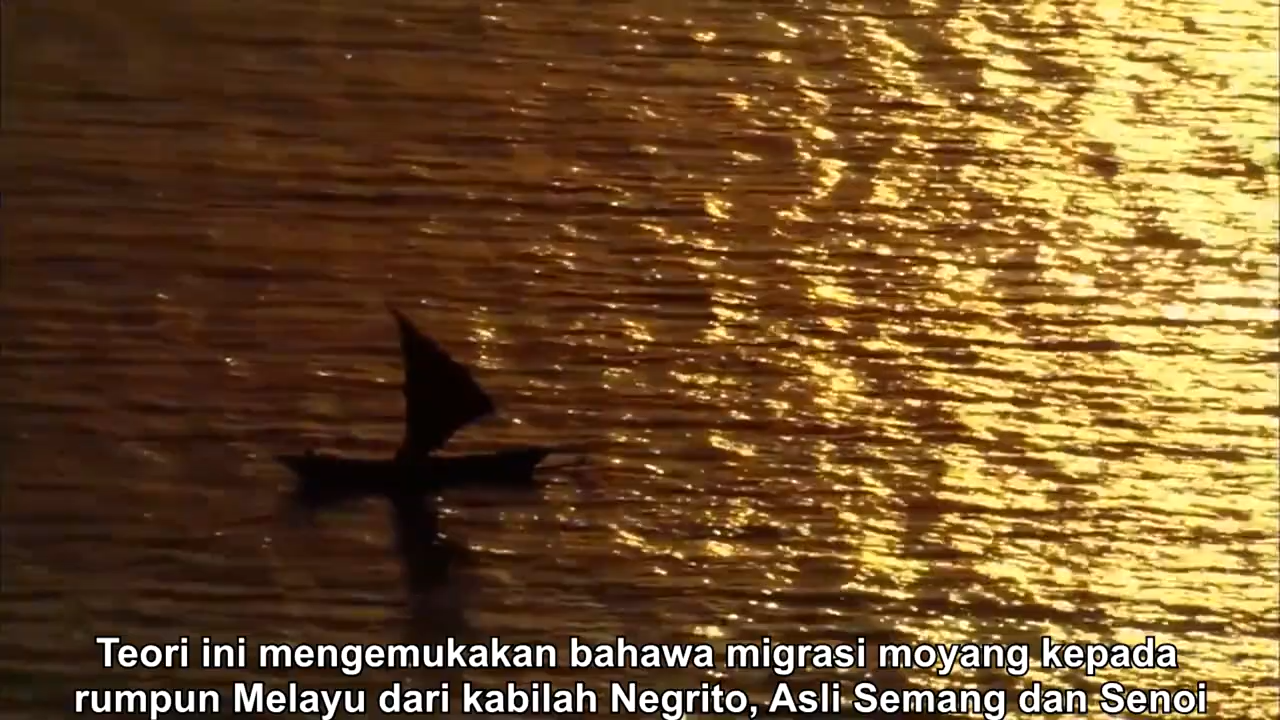 Teori ini mengemukakan bahawa migrasi moyang kepada
rumpun Melayu dari kabilah Negrito, Asli Semang dan Senoi